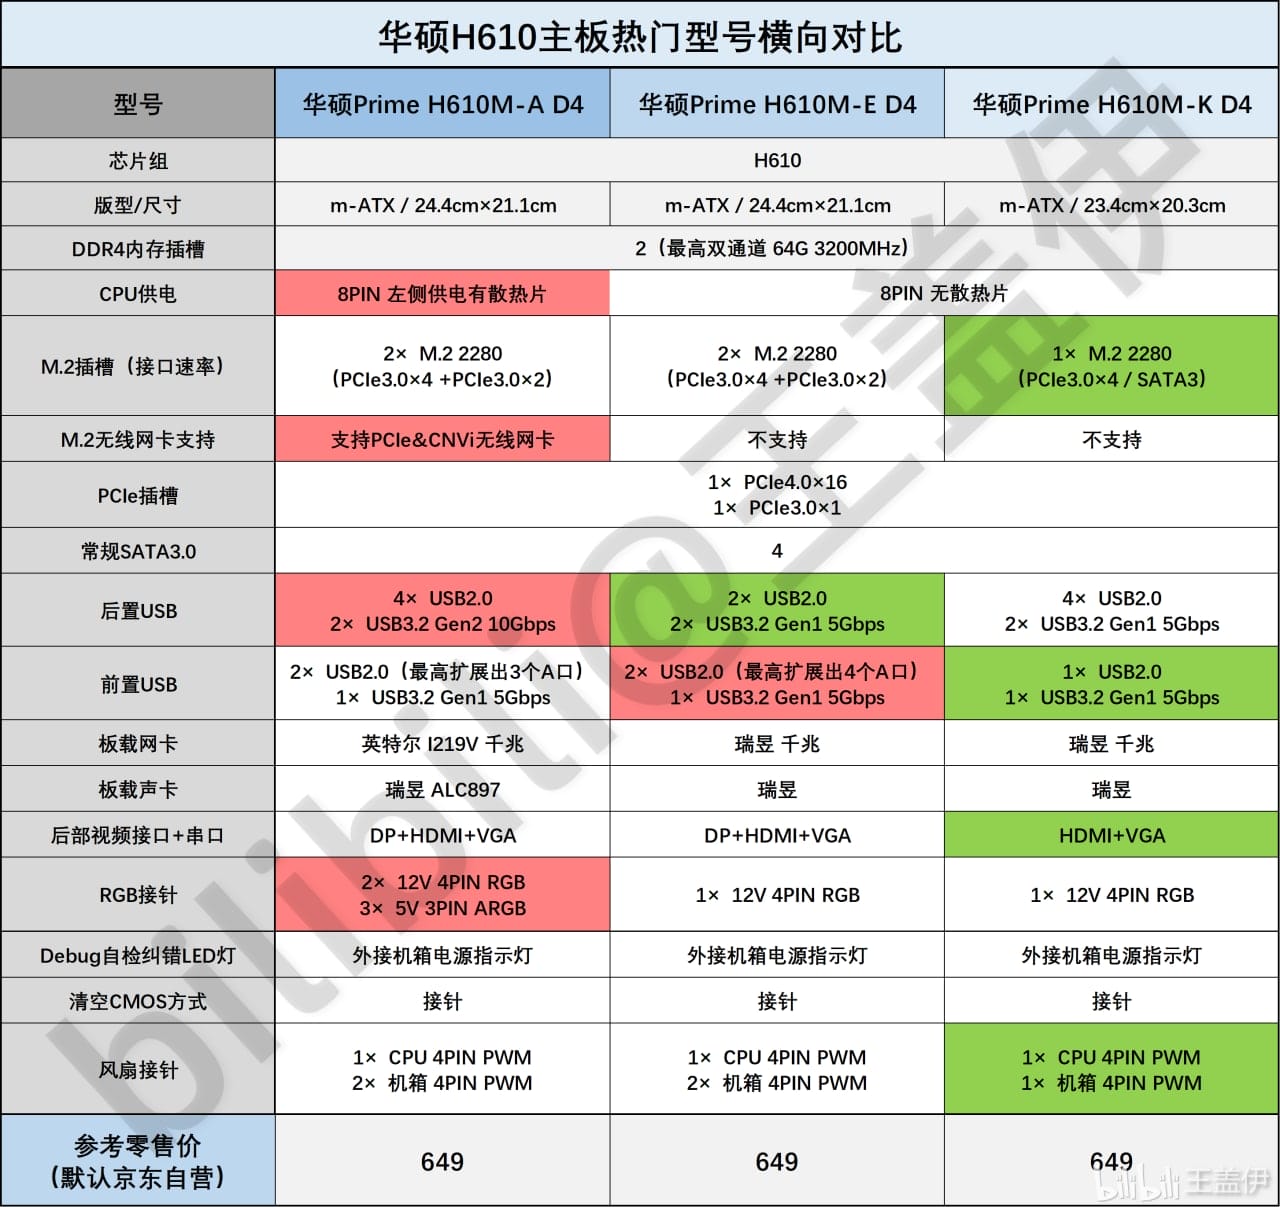 华硕H610主板热门型号横向对比
型号 华硕Prime H610M-A D4 华硕Prime H610M-E D4 华硕Prime H610M-K D4
芯片组 H610
版型/尺寸 m-ATX / 24.4cm×21.1cm m-ATX / 24.4cm×21.1cm m-ATX / 23.4cm×20.3cm
DDR4内存插槽 2（最高双通道 64G 3200MHz）
CPU供电 8PIN 左侧供电有散热片 8PIN 无散热片
M.2插槽（接口速率）
2× M.2 2280
（PCIe3.0×4 +PCIe3.0×2）
2× M.2 2280
（PCIe3.0×4 +PCIe3.0×2）
1× M.2 2280
（PCIe3.0×4 / SATA3）
M.2无线网卡支持 支持PCIe&CNVi无线网卡 不支持 不支持
PCIe插槽
1× PCIe4.0×16
1× PCIe3.0×1
常规SATA3.0 4
后置USB
4× USB2.0
2× USB3.2 Gen2 10Gbps
2× USB2.0
2× USB3.2 Gen1 5Gbps
4× USB2.0
2× USB3.2 Gen1 5Gbps
前置USB
2× USB2.0（最高扩展出3个A口）
1× USB3.2 Gen1 5Gbps
2× USB2.0（最高扩展出4个A口）
1× USB3.2 Gen1 5Gbps
1× USB2.0
1× USB3.2 Gen1 5Gbps
板载网卡 英特尔 I219V 千兆 瑞昱 千兆 瑞昱 千兆
板载声卡 瑞昱 ALC897 瑞昱 瑞昱
后部视频接口+串口 DP+HDMI+VGA DP+HDMI+VGA HDMI+VGA
RGB接针
2× 12V 4PIN RGB
3× 5V 3PIN ARGB
1× 12V 4PIN RGB
1× 12V 4PIN RGB
Debug自检纠错LED灯 外接机箱电源指示灯 外接机箱电源指示灯 外接机箱电源指示灯
清空CMOS方式 接针 接针 接针
风扇接针
1× CPU 4PIN PWM
2× 机箱 4PIN PWM
1× CPU 4PIN PWM
2× 机箱 4PIN PWM
1× CPU 4PIN PWM
1× 机箱 4PIN PWM
参考零售价
（默认京东自营）
649 649 649
bilibili@王盖伊
bilibili 王盖伊